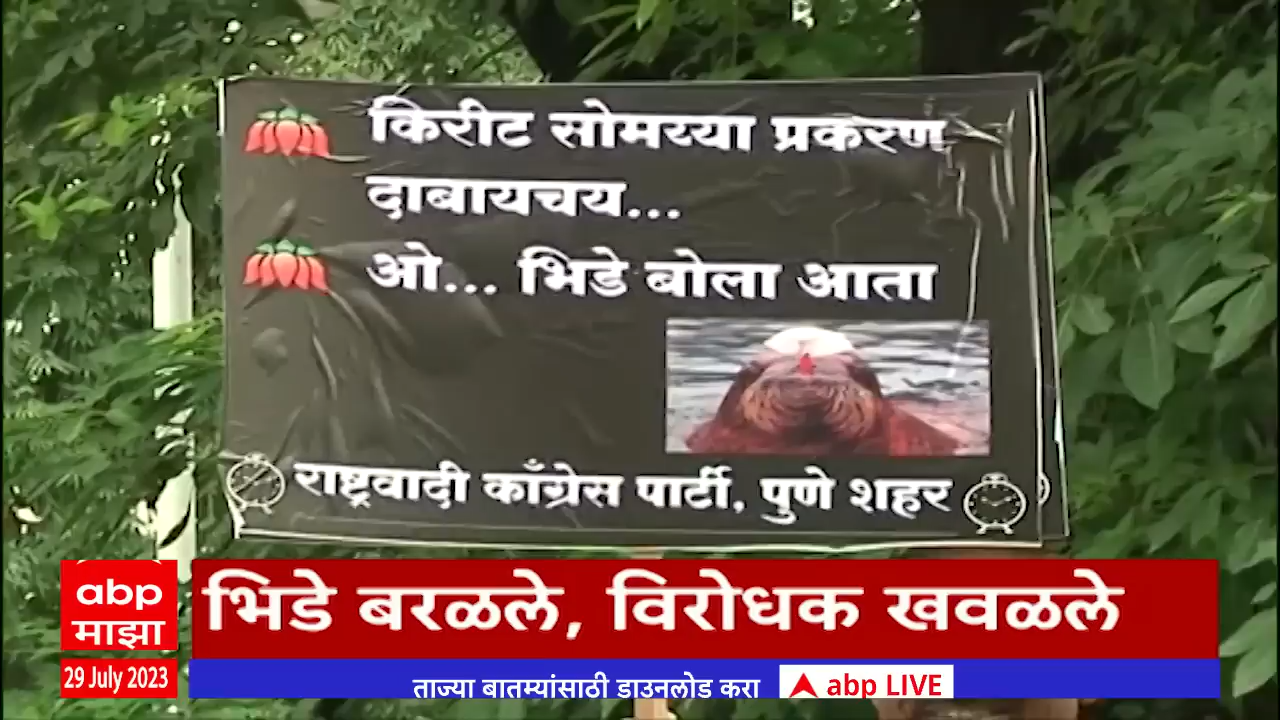 किरीट सोमय्या प्रकरण
दाबायचय...
ओ... भिडे बोला आता
राष्ट्रवादी काँग्रेस पार्टी, पुणे शहर
abp
माझा
भिडे बरळले, विरोधक खवळले
29 July 2023
ताज्या बातम्यांसाठी डाउनलोड करा abp LIVE